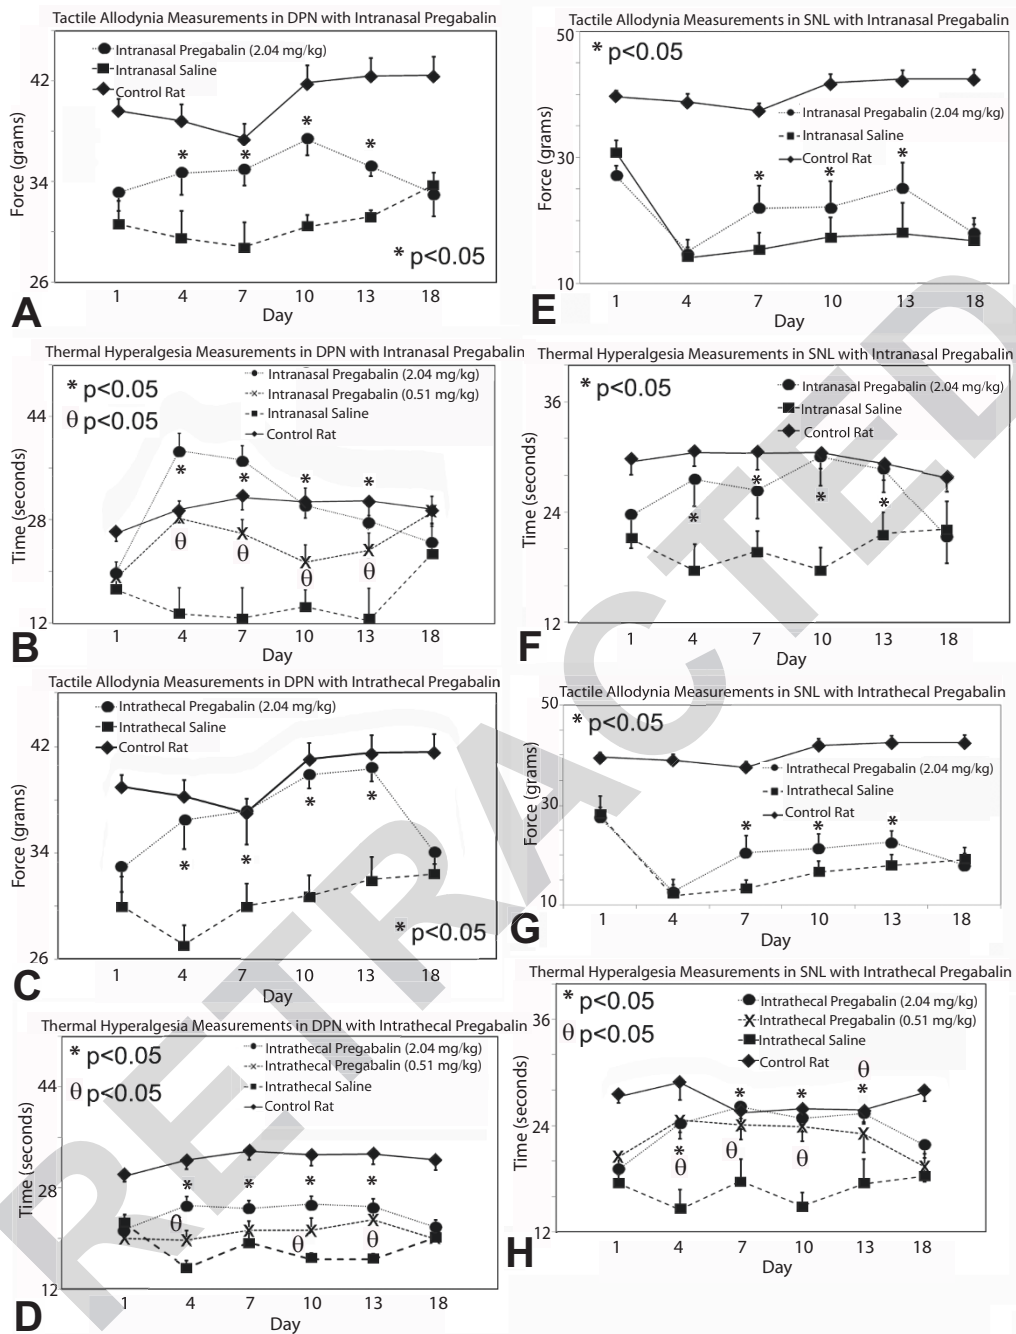 Tactile Allodynia Measurements in DPN with Intranasal Pregabalin
Intranasal Pregabalin (2.04 mg/kg)
Intranasal Saline
Control Rat
42
34
26
Force (grams)
* * * * *
* p<0.05
1 4 7 10 13 18
Day
A
Thermal Hyperalgesia Measurements in DPN with Intranasal Pregabalin
* p<0.05
θ p<0.05
Intranasal Pregabalin (2.04 mg/kg)
Intranasal Pregabalin (0.51 mg/kg)
Intranasal Saline
Control Rat
44
28
12
Time (seconds)
* * * *
θ θ θ θ
1 4 7 10 13 18
Day
B
Tactile Allodynia Measurements in DPN with Intrathecal Pregabalin
Intrathecal Pregabalin (2.04 mg/kg)
Intrathecal Saline
Control Rat
42
34
26
Force (grams)
* * * *
* p<0.05
1 4 7 10 13 18
Day
C
Thermal Hyperalgesia Measurements in DPN with Intrathecal Pregabalin
* p<0.05
θ p<0.05
Intrathecal Pregabalin (2.04 mg/kg)
Intrathecal Pregabalin (0.51 mg/kg)
Intrathecal Saline
Control Rat
44
28
12
Time (seconds)
* * * *
θ θ θ
1 4 7 10 13 18
Day
D
Tactile Allodynia Measurements in SNL with Intranasal Pregabalin
* p<0.05
Intranasal Pregabalin (2.04 mg/kg)
Intranasal Saline
Control Rat
50
30
10
Force (grams)
* * *
1 4 7 10 13 18
Day
E
Thermal Hyperalgesia Measurements in SNL with Intranasal Pregabalin
* p<0.05
Intranasal Pregabalin (2.04 mg/kg)
Intranasal Saline
Control Rat
36
24
12
Time (seconds)
* * * *
1 4 7 10 13 18
Day
F
Tactile Allodynia Measurements in SNL with Intrathecal Pregabalin
* p<0.05
Intrathecal Pregabalin (2.04 mg/kg)
Intrathecal Saline
Control Rat
50
30
10
Force (grams)
* * *
1 4 7 10 13 18
Day
G
Thermal Hyperalgesia Measurements in SNL with Intrathecal Pregabalin
* p<0.05
θ p<0.05
Intrathecal Pregabalin (2.04 mg/kg)
Intrathecal Pregabalin (0.51 mg/kg)
Intrathecal Saline
Control Rat
36
24
12
Time (seconds)
* * * *
θ θ θ θ
1 4 7 10 13 18
Day
H
RETRACTED